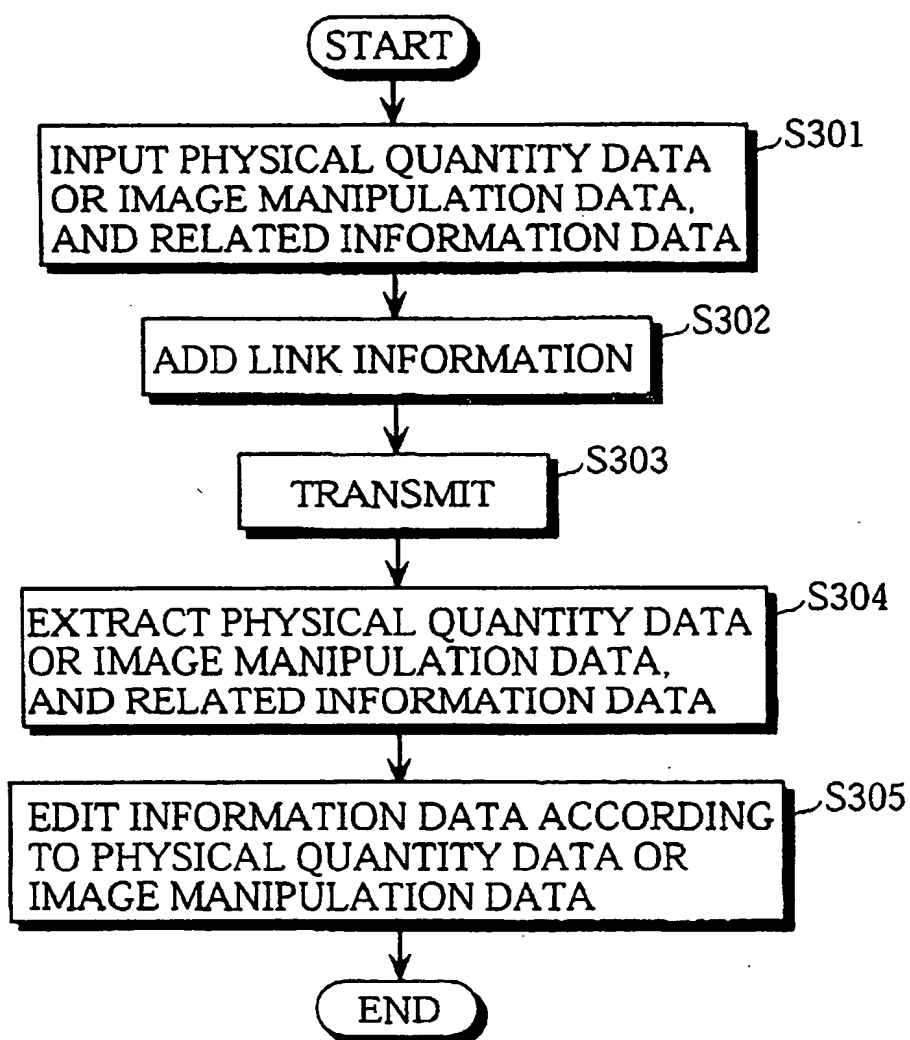 START
S301
INPUT PHYSICAL QUANTITY DATA
OR IMAGE MANIPULATION DATA,
AND RELATED INFORMATION DATA
S302
ADD LINK INFORMATION
S303
TRANSMIT
S304
EXTRACT PHYSICAL QUANTITY DATA
OR IMAGE MANIPULATION DATA,
AND RELATED INFORMATION DATA
S305
EDIT INFORMATION DATA ACCORDING
TO PHYSICAL QUANTITY DATA OR
IMAGE MANIPULATION DATA
END